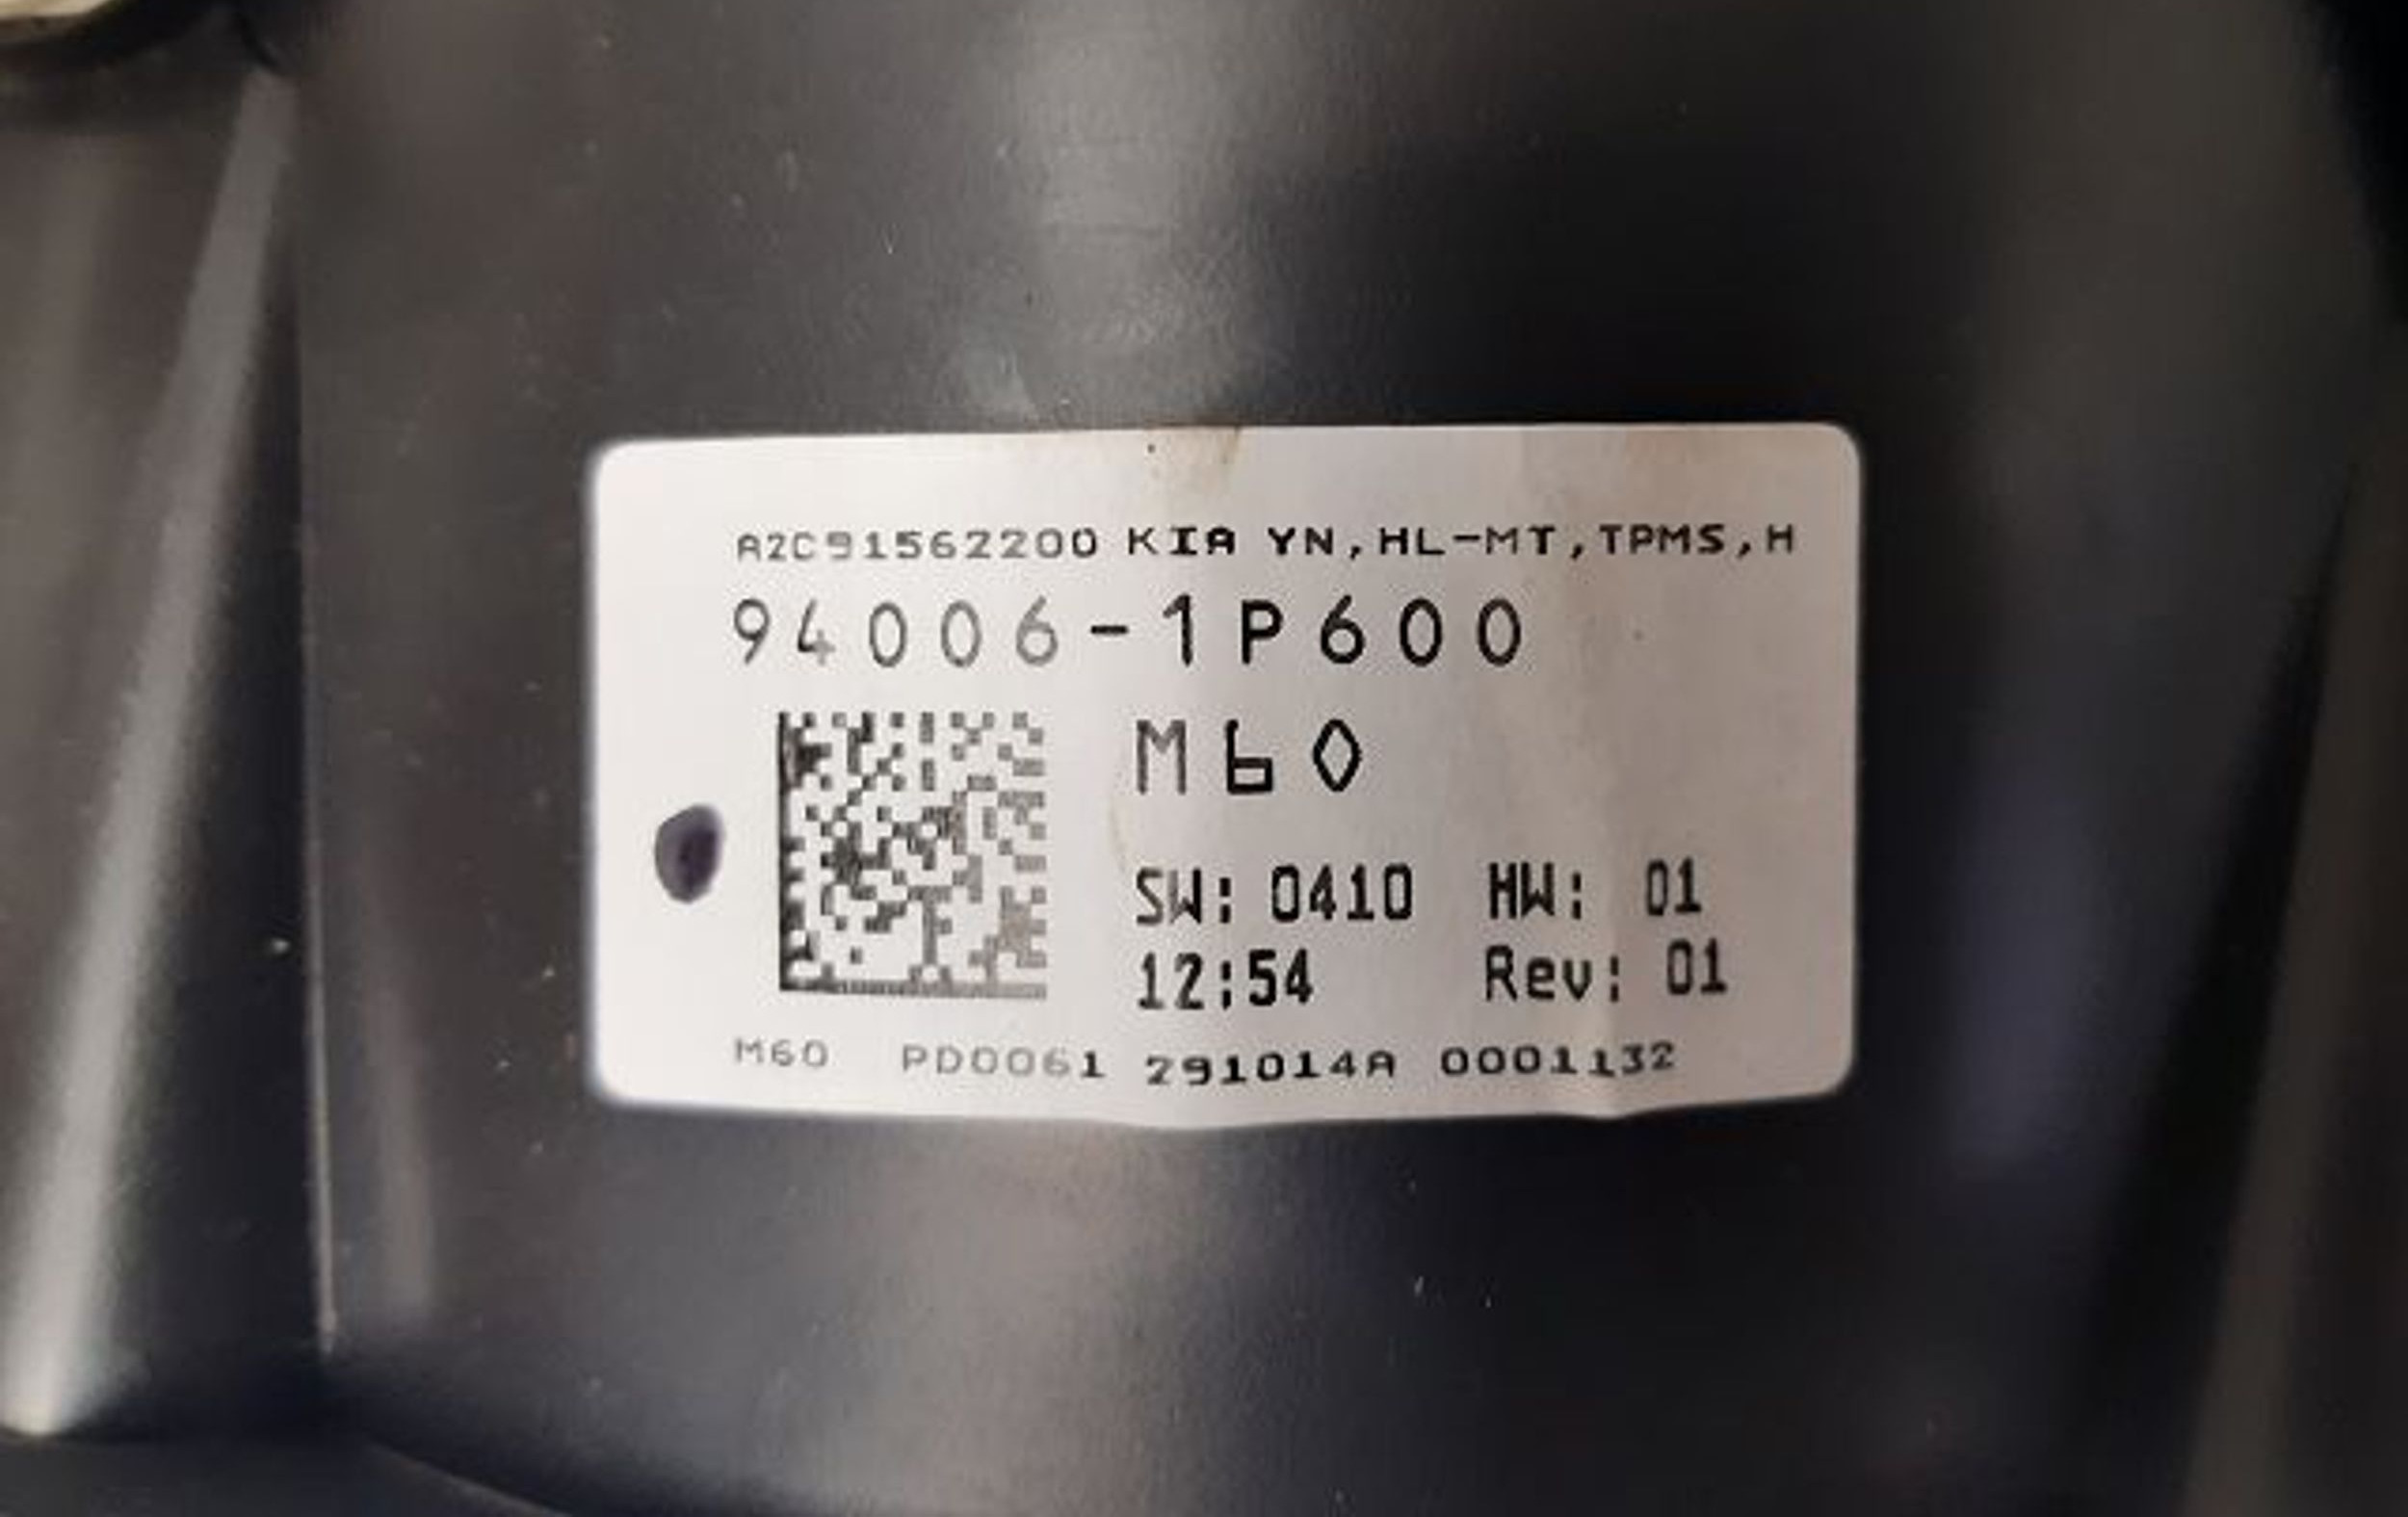 A2C91562200 KIA YN,HL-MT,TPMS,H
94006-1P600
M60
SW: 0410 HW: 01
12:54 Rev: 01
M60 PD0061 291014A 0001132